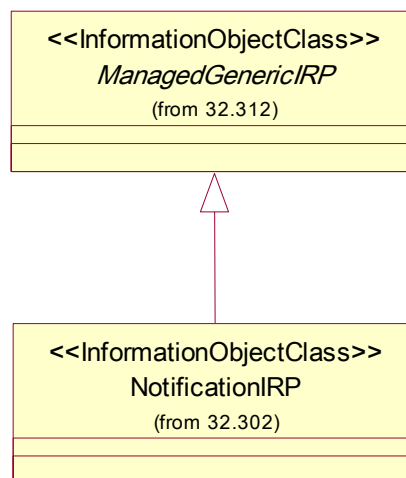 <<InformationObjectClass>>
ManagedGenericIRP
(from 32.312)
<<InformationObjectClass>>
NotificationIRP
(from 32.302)